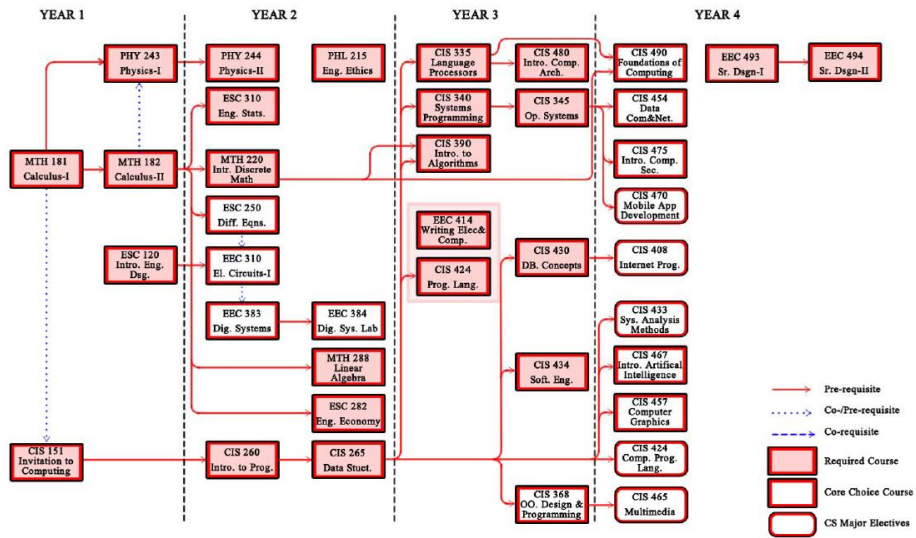 YEAR 1
YEAR 2
YEAR 3
YEAR 4
PHY 243
Physics-I
MTH 181
Calculus-I
MTH 182
Calculus-II
ESC 120
Intro. Eng.
Dsg.
CIS 151
Invitation to
Computing
PHY 244
Physics-II
PHL 215
Eng. Ethics
ESC 310
Eng. Stats.
MTH 220
Intr. Discrete
Math
ESC 250
Diff. Eqns.
EEC 310
El. Circuits-I
EEC 383
Dig. Systems
EEC 384
Dig. Sys. Lab
MTH 288
Linear
Algebra
ESC 282
Eng. Economy
CIS 260
Intro. to Prog.
CIS 265
Data Stuct.
CIS 335
Language
Processors
CIS 480
Intro. Comp.
Arch.
CIS 340
Systems
Programming
CIS 345
Op. Systems
CIS 390
Intro. to
Algorithms
EEC 414
Writing Elec&
Comp.
CIS 424
Prog. Lang.
CIS 430
DB. Concepts
CIS 434
Soft. Eng.
CIS 368
OO. Design &
Programming
CIS 490
Foundations of
Computing
EEC 493
Sr. Dsgn-I
EEC 494
Sr. Dsgn-II
CIS 454
Data
Com&Net.
CIS 475
Intro. Comp.
Sec.
CIS 470
Mobile App
Development
CIS 408
Internet Prog.
CIS 433
Sys. Analysis
Methods
CIS 467
Intro. Artifical
Intelligence
CIS 457
Computer
Graphics
CIS 424
Comp. Prog.
Lang.
CIS 465
Multimedia
Pre-requisite
Co-/Pre-requisite
Co-requisite
Required Course
Core Choice Course
CS Major Electives